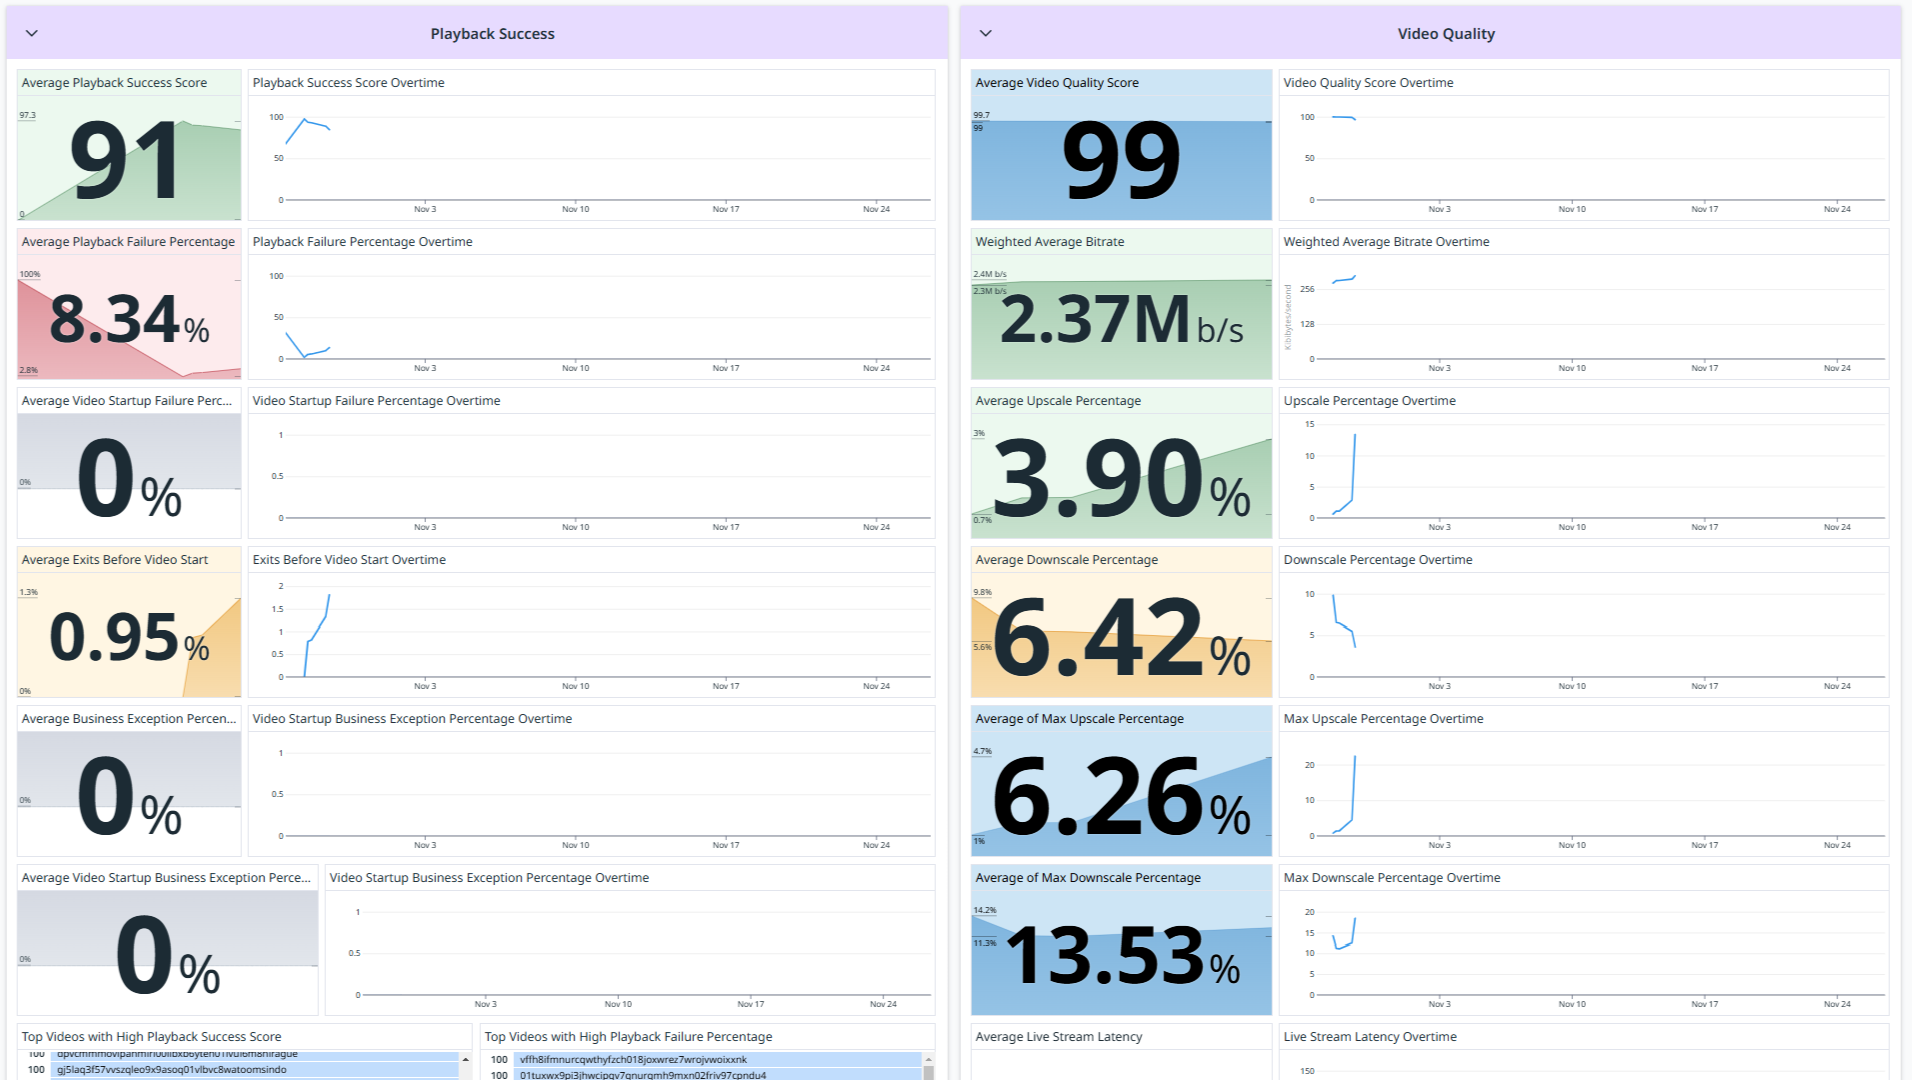 Playback Success
Average Playback Success Score
97.3
91
0
Playback Success Score Overtime
100
50
0
Nov 3
Nov 10
Nov 17
Nov 24
Average Playback Failure Percentage
100%
8.34%
2.8%
Playback Failure Percentage Overtime
100
50
0
Nov 3
Nov 10
Nov 17
Nov 24
Average Video Startup Failure Perc...
0%
0%
Video Startup Failure Percentage Overtime
1
0.5
0
Nov 3
Nov 10
Nov 17
Nov 24
Average Exits Before Video Start
1.3%
0.95%
0%
Exits Before Video Start Overtime
2
1.5
1
0.5
0
Nov 3
Nov 10
Nov 17
Nov 24
Average Business Exception Percen...
0%
0%
Video Startup Business Exception Percentage Overtime
1
0.5
0
Nov 3
Nov 10
Nov 17
Nov 24
Average Video Startup Business Exception Perce...
0%
0%
Video Startup Business Exception Percentage Overtime
1
0.5
0
Nov 3
Nov 10
Nov 17
Nov 24
Top Videos with High Playback Success Score
100
100 gj5laq3f57vvszqleo9x9asoq01vlbvc8watoomsindo
Top Videos with High Playback Failure Percentage
100 vffh8ifmnurcqwthyfzch018joxwrez7wrojvwoixxnk
100 01tuxwx9pi3jhwcipqv7qnurqmh9mxn02friv97cpndu4
Video Quality
Average Video Quality Score
99.7
99
99
Video Quality Score Overtime
100
50
0
Nov 3
Nov 10
Nov 17
Nov 24
Weighted Average Bitrate
2.4M b/s
2.3M b/s
2.37M b/s
Weighted Average Bitrate Overtime
Kibibytes/second
256
128
0
Nov 3
Nov 10
Nov 17
Nov 24
Average Upscale Percentage
3%
3.90%
0.7%
Upscale Percentage Overtime
15
10
5
0
Nov 3
Nov 10
Nov 17
Nov 24
Average Downscale Percentage
9.8%
6.42%
5.6%
Downscale Percentage Overtime
10
5
0
Nov 3
Nov 10
Nov 17
Nov 24
Average of Max Upscale Percentage
4.7%
6.26%
1%
Max Upscale Percentage Overtime
20
10
0
Nov 3
Nov 10
Nov 17
Nov 24
Average of Max Downscale Percentage
14.2%
11.3%
13.53%
Max Downscale Percentage Overtime
20
15
10
5
0
Nov 3
Nov 10
Nov 17
Nov 24
Average Live Stream Latency
Live Stream Latency Overtime
150